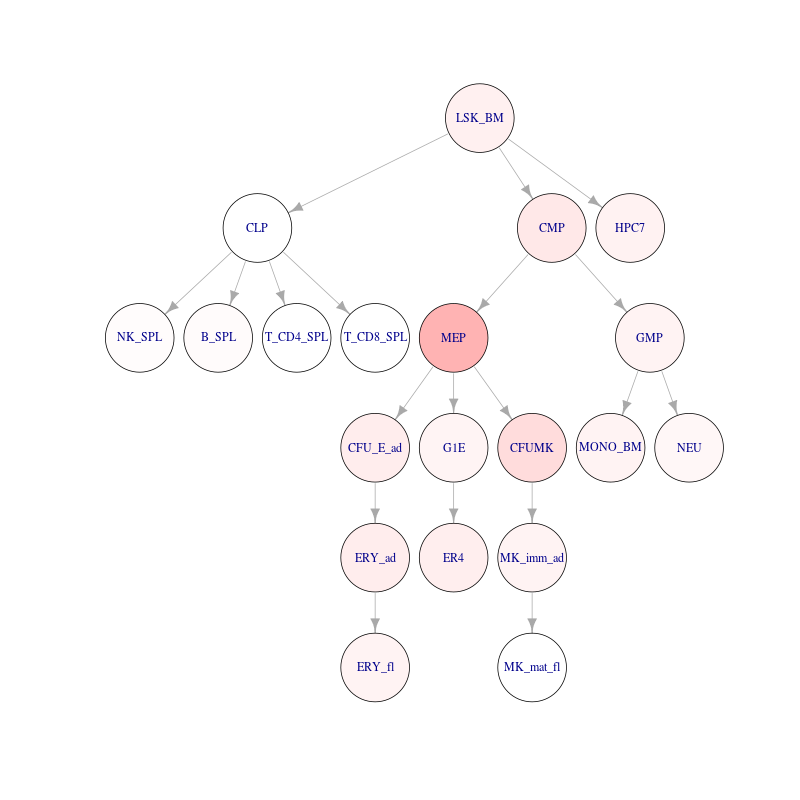 LSK_BM
CLP
CMP
HPC7
NK_SPL
B_SPL
T_CD4_SPL
T_CD8_SPL
MEP
GMP
CFU_E_ad
G1E
CFUMK
MONO_BM
NEU
ERY_ad
ER4
MK_imm_ad
ERY_fl
MK_mat_fl